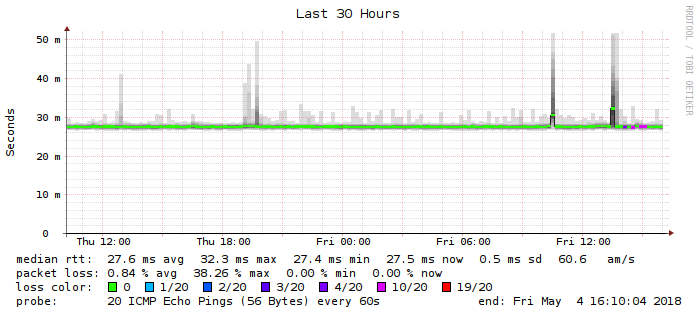 Last 30 Hours
RRDTOOL / TOBI OETIKER
Seconds
50 m
40 m
30 m
20 m
10 m
0
Thu 12:00 Thu 18:00 Fri 00:00 Fri 06:00 Fri 12:00
median rtt: 27.6 ms avg 32.3 ms max 27.4 ms min 27.5 ms now 0.5 ms sd 60.6 am/s
packet loss: 0.84 % avg 38.26 % max 0.00 % min 0.00 % now
loss color: 0 1/20 2/20 3/20 4/20 10/20 19/20
probe: 20 ICMP Echo Pings (56 Bytes) every 60s end: Fri May 4 16:10:04 2018